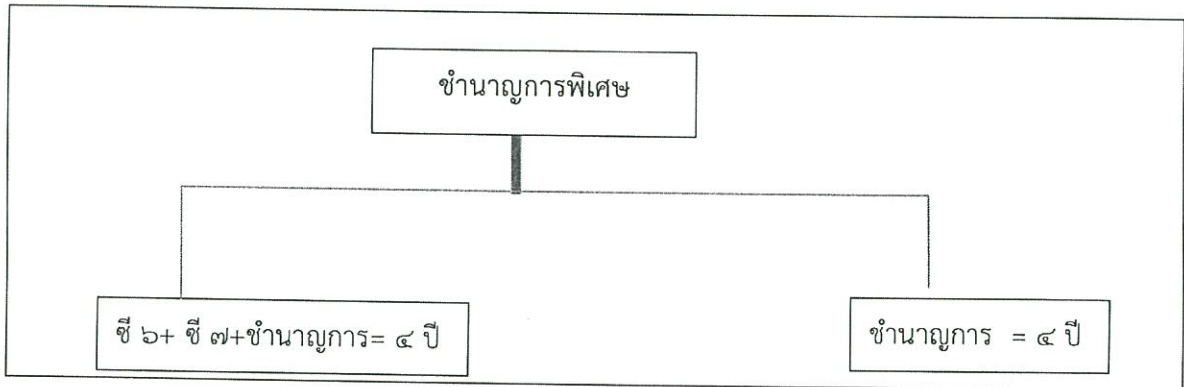 ชำนาญการพิเศษ
ซี ๖+ ซี ๗+ชำนาญการ= ๔ ปี
ชำนาญการ = ๔ ปี